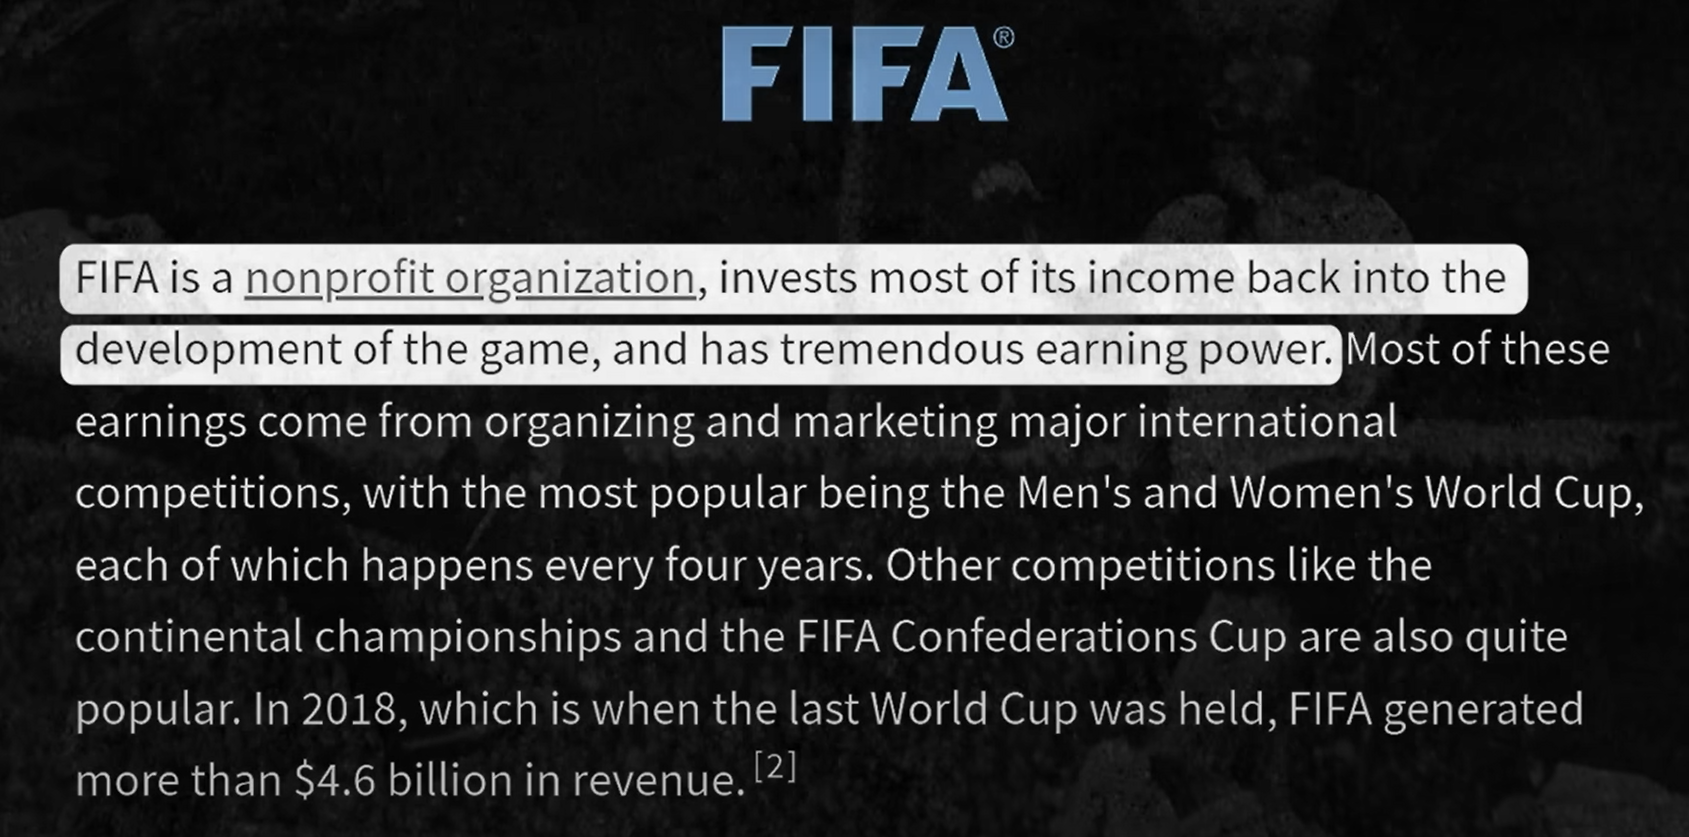 FIFA®
FIFA is a nonprofit organization, invests most of its income back into the
development of the game, and has tremendous earning power. Most of these
earnings come from organizing and marketing major international
competitions, with the most popular being the Men's and Women's World Cup,
each of which happens every four years. Other competitions like the
continental championships and the FIFA Confederations Cup are also quite
popular. In 2018, which is when the last World Cup was held, FIFA generated
more than $4.6 billion in revenue. [2]